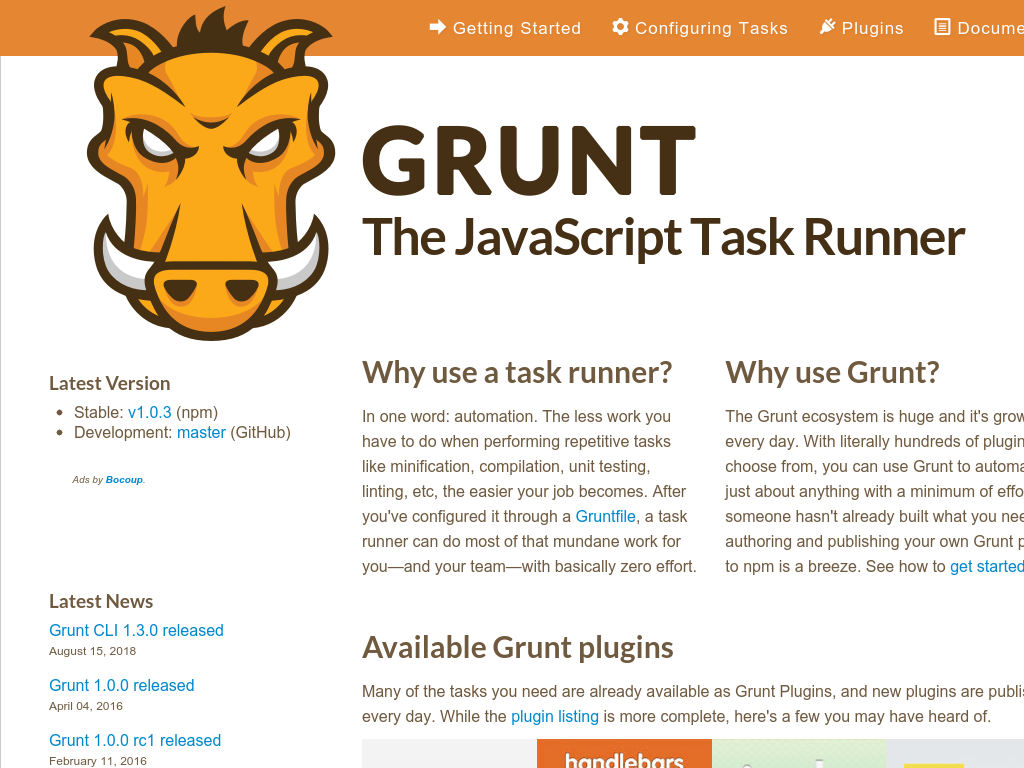 Getting Started Configuring Tasks Plugins
GRUNT
The JavaScript Task Runner
Latest Version
Stable: v1.0.3 (npm)
Development: master (GitHub)
Ads by Bocoup.
Latest News
Grunt CLI 1.3.0 released
August 15, 2018
Grunt 1.0.0 released
April 04, 2016
Grunt 1.0.0 rc1 released
February 11, 2016
Why use a task runner?
In one word: automation. The less work you
have to do when performing repetitive tasks
like minification, compilation, unit testing,
linting, etc, the easier your job becomes. After
you've configured it through a Gruntfile, a task
runner can do most of that mundane work for
you—and your team—with basically zero effort.
Why use Grunt?
The Grunt ecosystem is huge and it's
every day. With literally hundreds of
choose from, you can use Grunt to
just about anything with a minimum of
someone hasn't already built what you
authoring and publishing your own Grunt
to npm is a breeze. See how to get started
Available Grunt plugins
Many of the tasks you need are already available as Grunt Plugins, and new plugins are
every day. While the plugin listing is more complete, here's a few you may have heard of.
handlebars